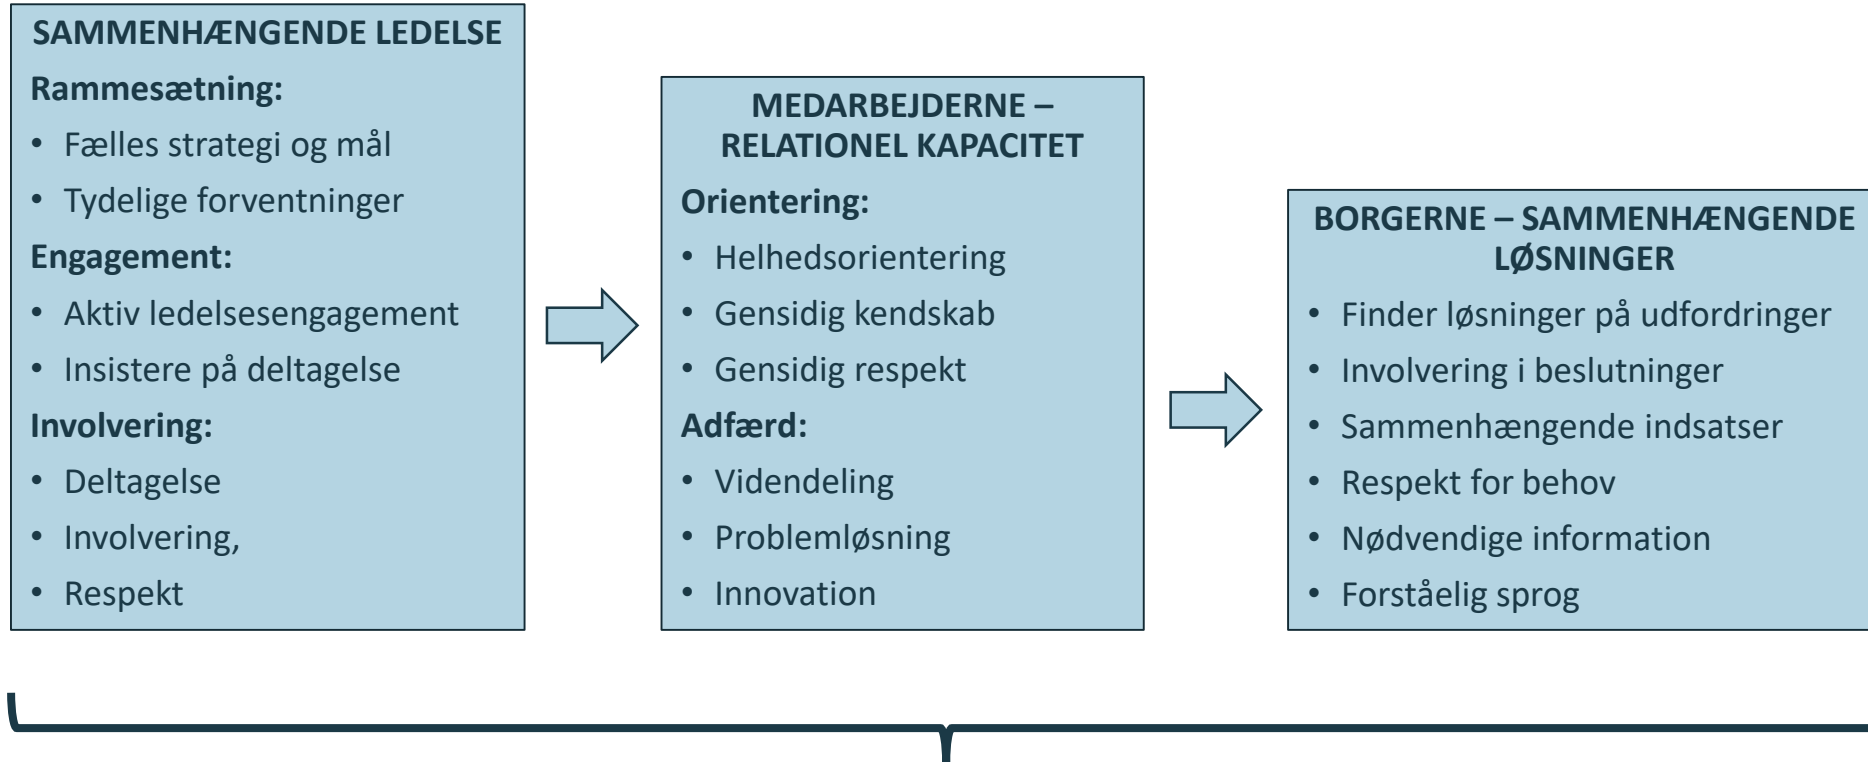 SAMMENHÆNGENDE LEDELSE
Rammesætning:
• Fælles strategi og mål
• Tydelige forventninger
Engagement:
• Aktiv ledelsesengagement
• Insistere på deltagelse
Involvering:
• Deltagelse
• Involvering,
• Respekt
MEDARBEJDERNE –
RELATIONEL KAPACITET
Orientering:
• Helhedsorientering
• Gensidig kendskab
• Gensidig respekt
Adfærd:
• Videndeling
• Problemløsning
• Innovation
BORGERNE – SAMMENHÆNGENDE
LØSNINGER
• Finder løsninger på udfordringer
• Involvering i beslutninger
• Sammenhængende indsatser
• Respekt for behov
• Nødvendige information
• Forståelig sprog